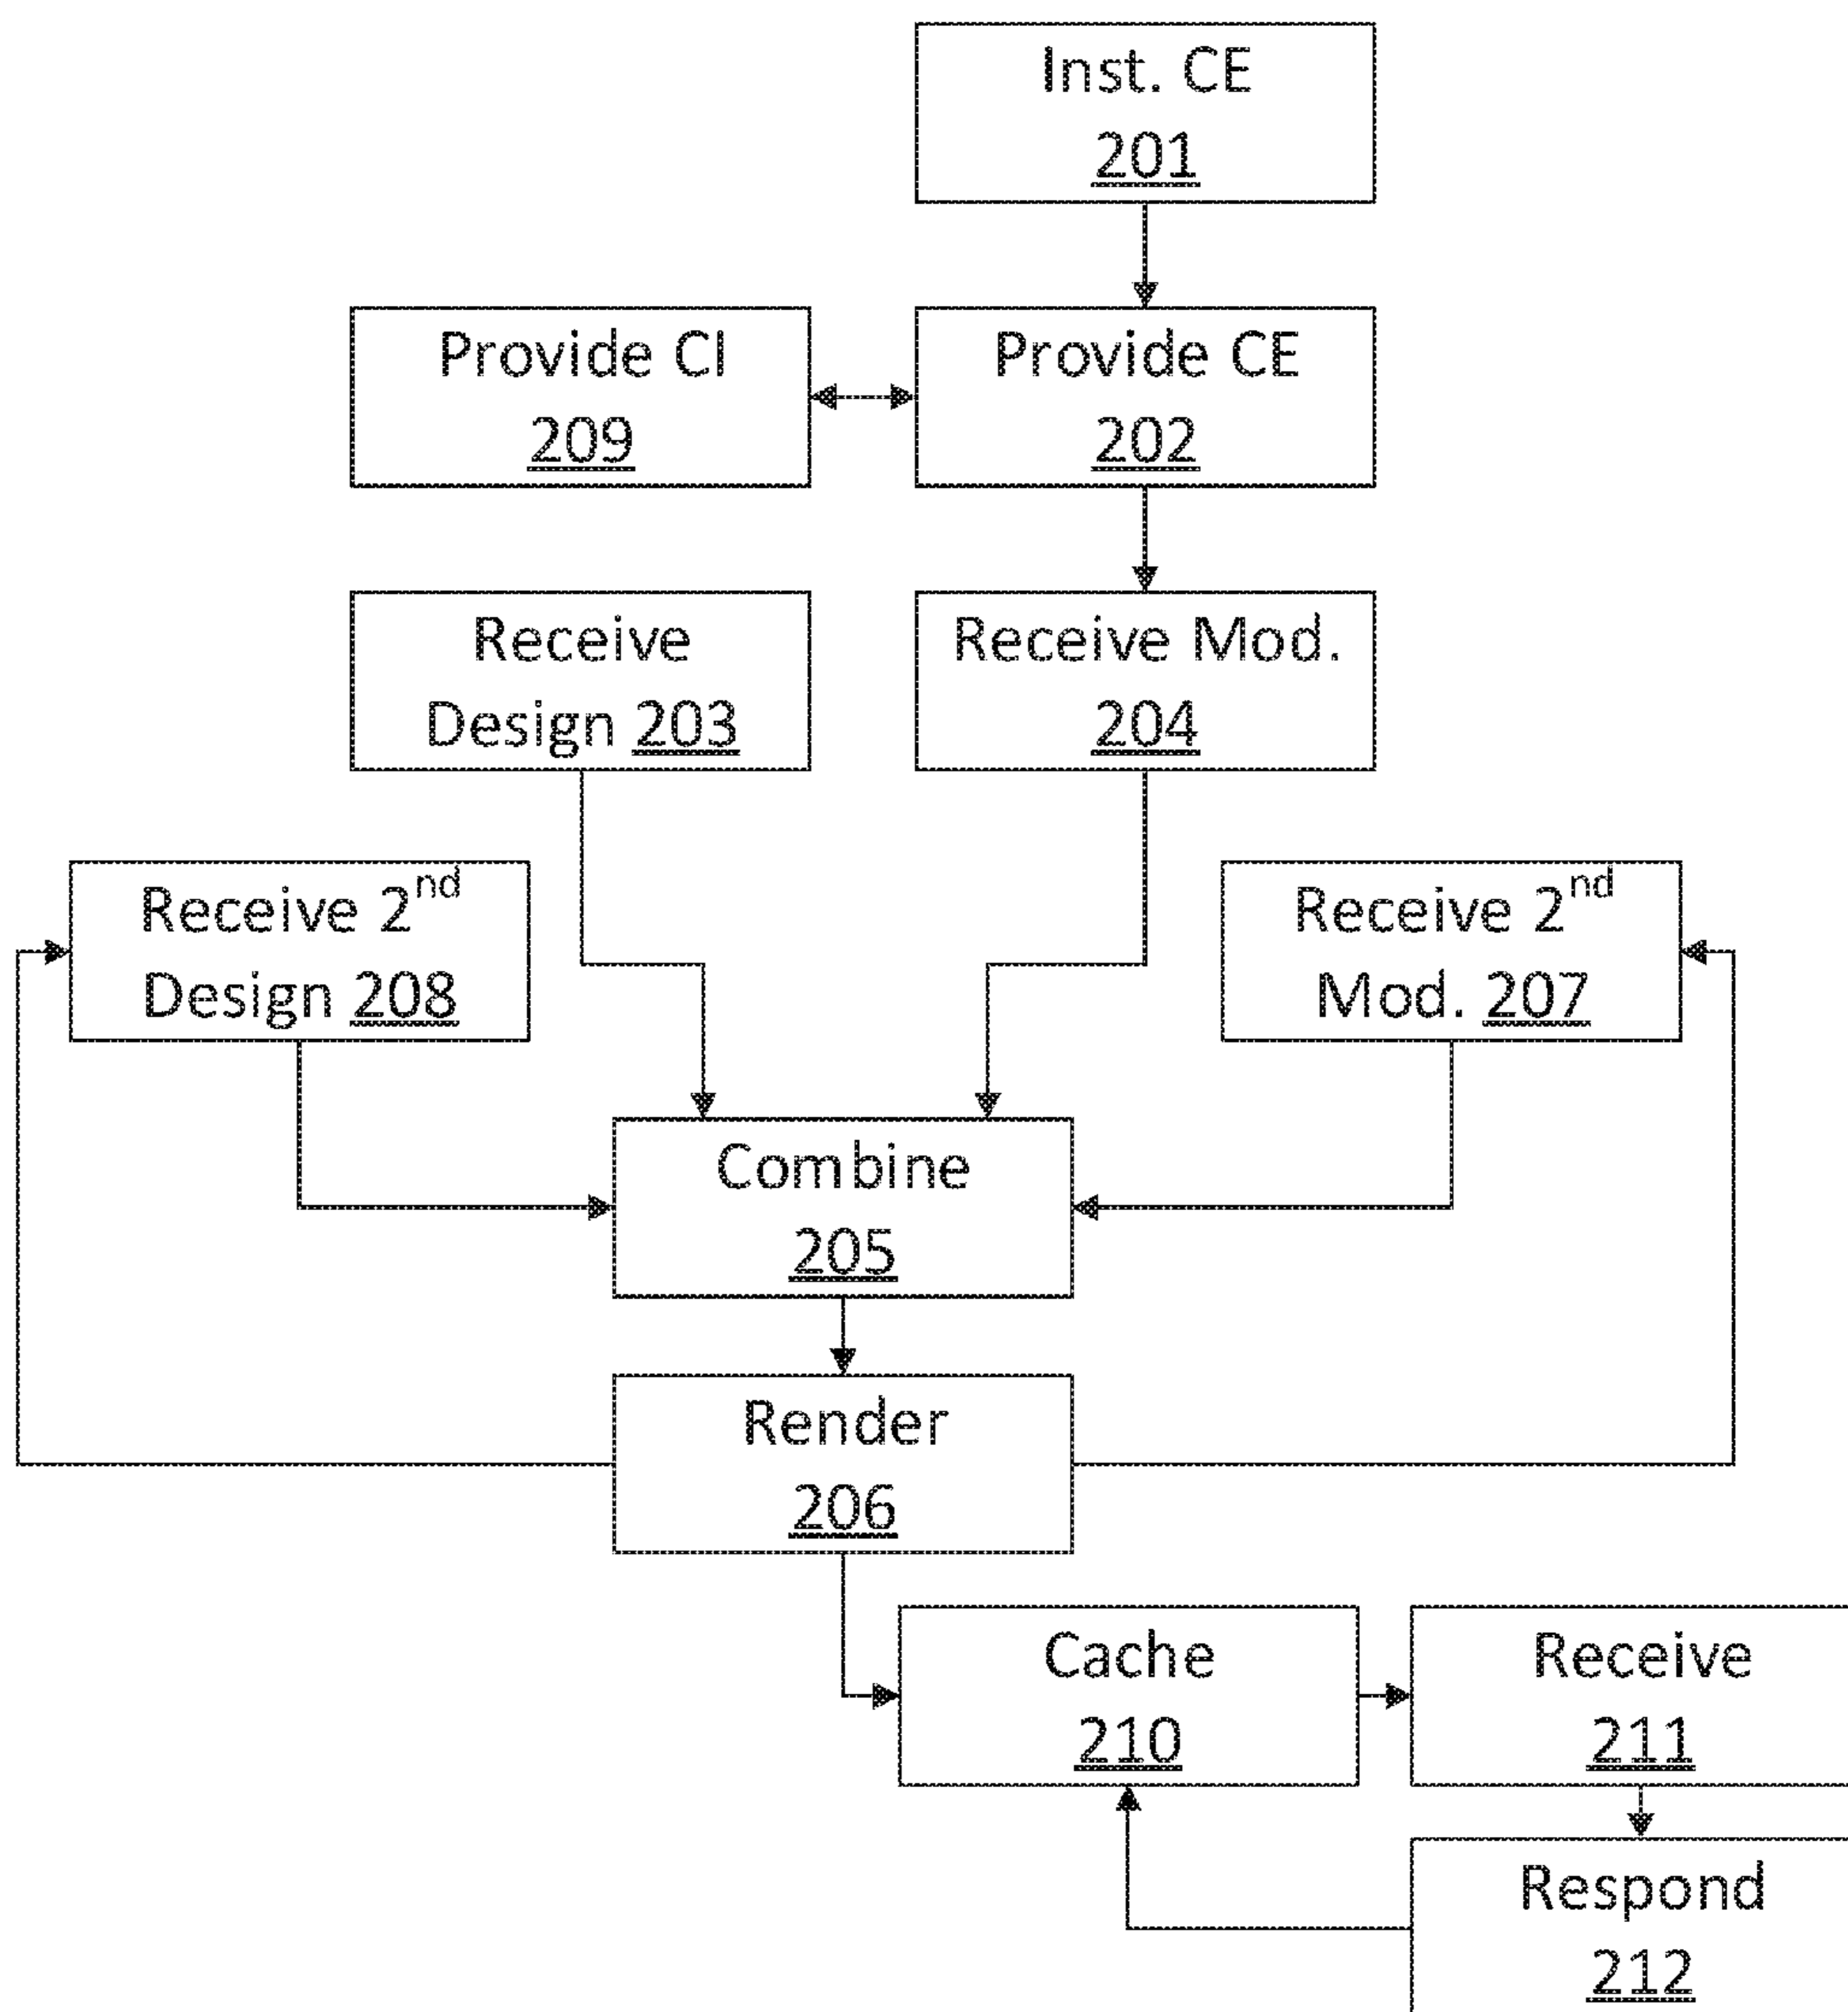 Inst. CE
201
Provide CI
209
Provide CE
202
Receive
Design 203
Receive Mod.
204
Receive 2nd
Design 208
Receive 2nd
Mod. 207
Combine
205
Render
206
Cache
210
Receive
211
Respond
212